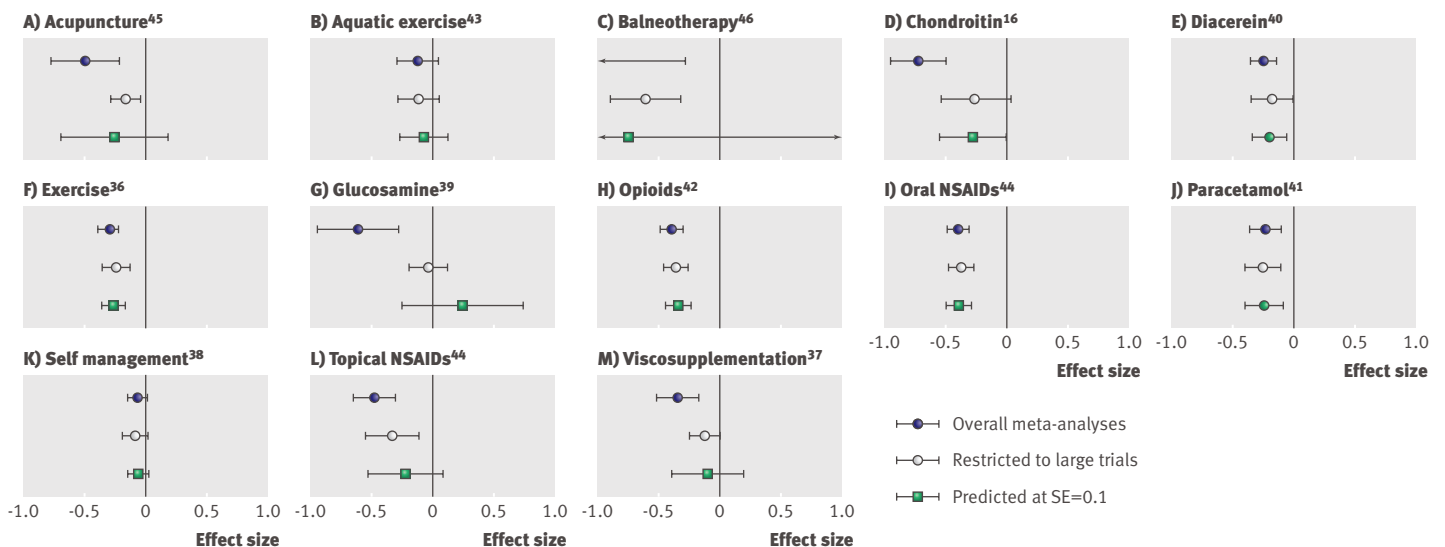 A) Acupuncture⁴⁵ B) Aquatic exercise⁴³ C) Balneotherapy⁴⁶ D) Chondroitin¹⁶ E) Diacerein⁴⁰
F) Exercise³⁶ G) Glucosamine³⁹ H) Opioids⁴² I) Oral NSAIDs⁴⁴ J) Paracetamol⁴¹
-1.0 -0.5 0 0.5 1.0 -1.0 -0.5 0 0.5 1.0
Effect size Effect size
K) Self management³⁸ L) Topical NSAIDs⁴⁴ M) Viscosupplementation³⁷
-1.0 -0.5 0 0.5 1.0 -1.0 -0.5 0 0.5 1.0 -1.0 -0.5 0 0.5 1.0
Effect size Effect size Effect size
Overall meta-analyses
Restricted to large trials
Predicted at SE=0.1